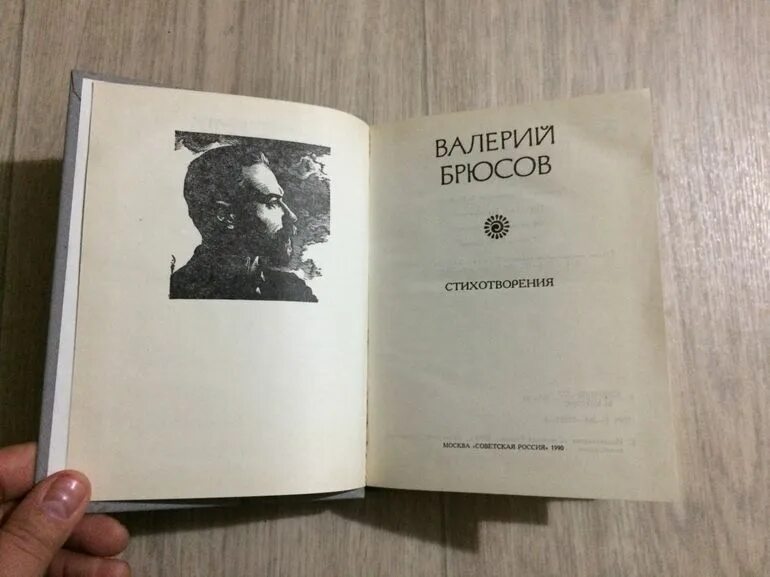 ВАЛЕРИЙ
БРЮСОВ
СТИХОТВОРЕНИЯ
МОСКВА «СОВЕТСКАЯ РОССИЯ» 1990